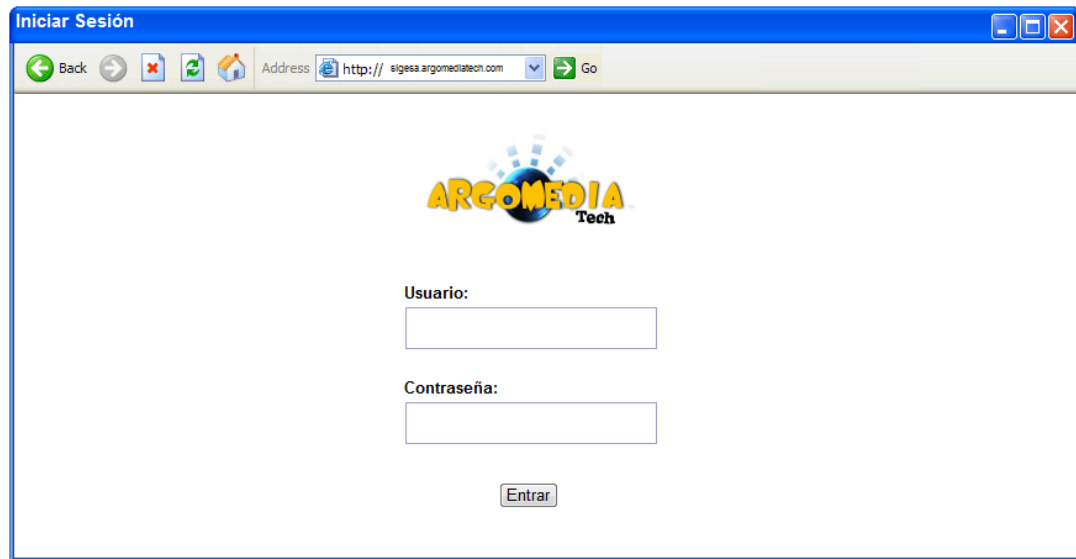 Iniciar Sesión
Back Address http:// sigesa.argomediatech.com Go
ARGOMEDIA
Tech
Usuario:
Contraseña:
Entrar